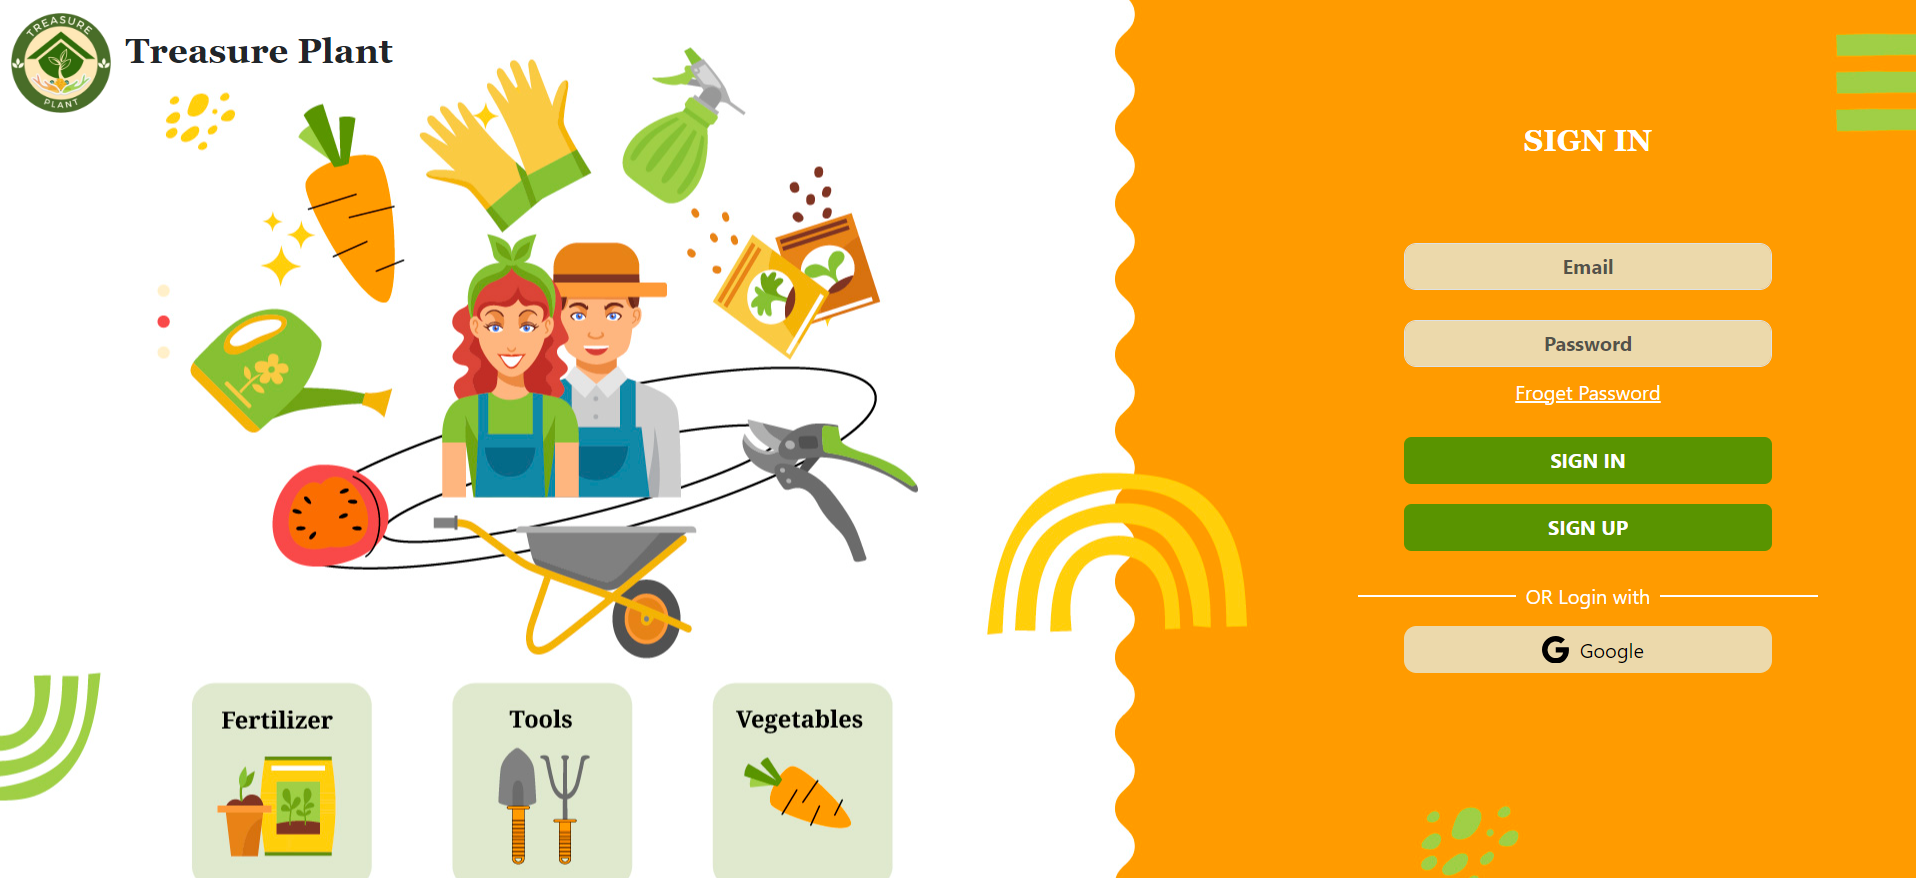 TREASURE
PLANT
Treasure Plant
SIGN IN
Email
Password
Froget Password
SIGN IN
SIGN UP
OR Login with
G Google
Fertilizer
Tools
Vegetables